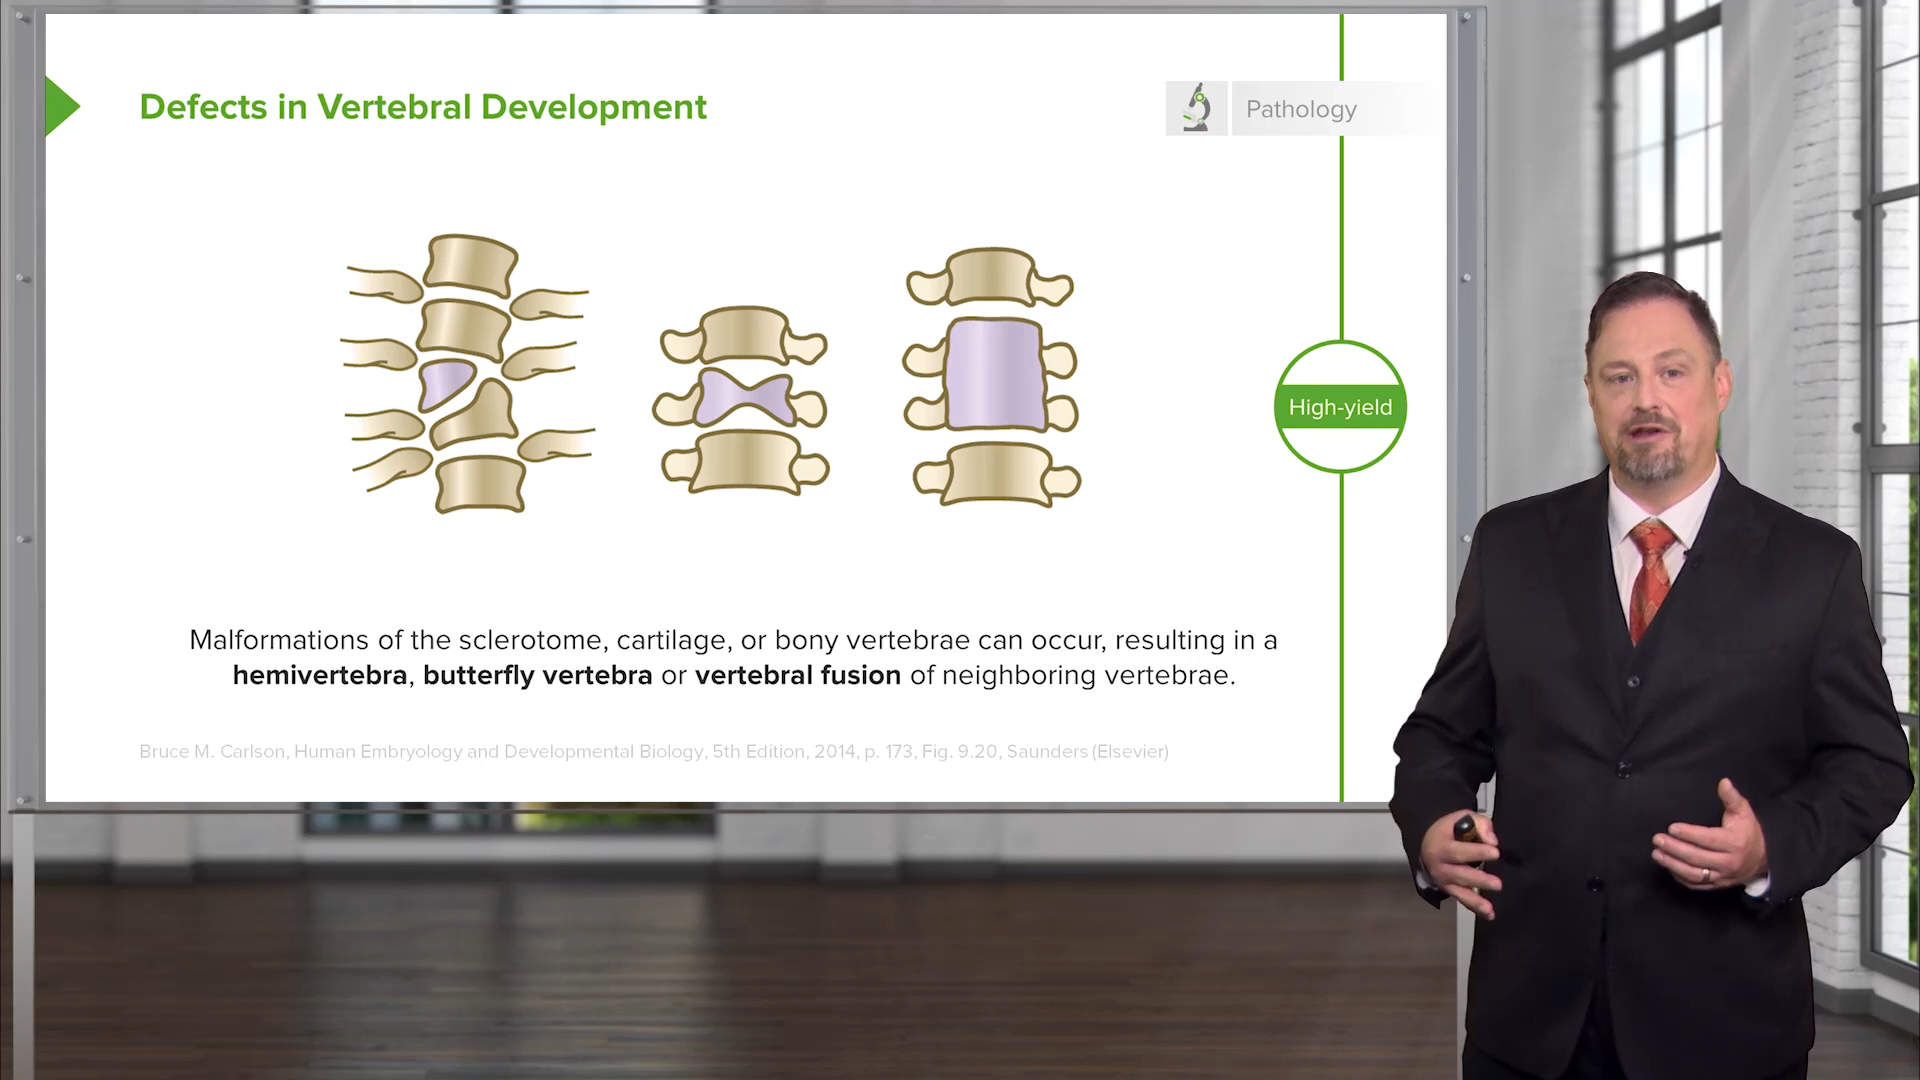 Defects in Vertebral Development
Pathology
High-yield
Malformations of the sclerotome, cartilage, or bony vertebrae can occur, resulting in a
hemivertebra, butterfly vertebra or vertebral fusion of neighboring vertebrae.
Bruce M. Carlson, Human Embryology and Developmental Biology, 5th Edition, 2014, p. 173, Fig. 9.20, Saunders (Elsevier)